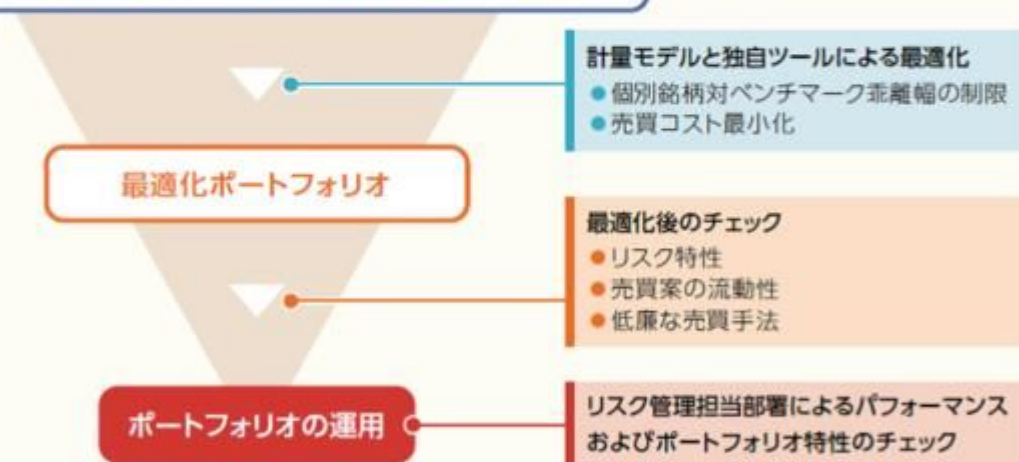 計量モデルと独自ツールによる最適化
● 個別銘柄対ベンチマーク乖離幅の制限
● 売買コスト最小化
最適化ポートフォリオ
最適化後のチェック
● リスク特性
● 売買案の流動性
● 低廉な売買手法
ポートフォリオの運用
リスク管理担当部署によるパフォーマンス
およびポートフォリオ特性のチェック